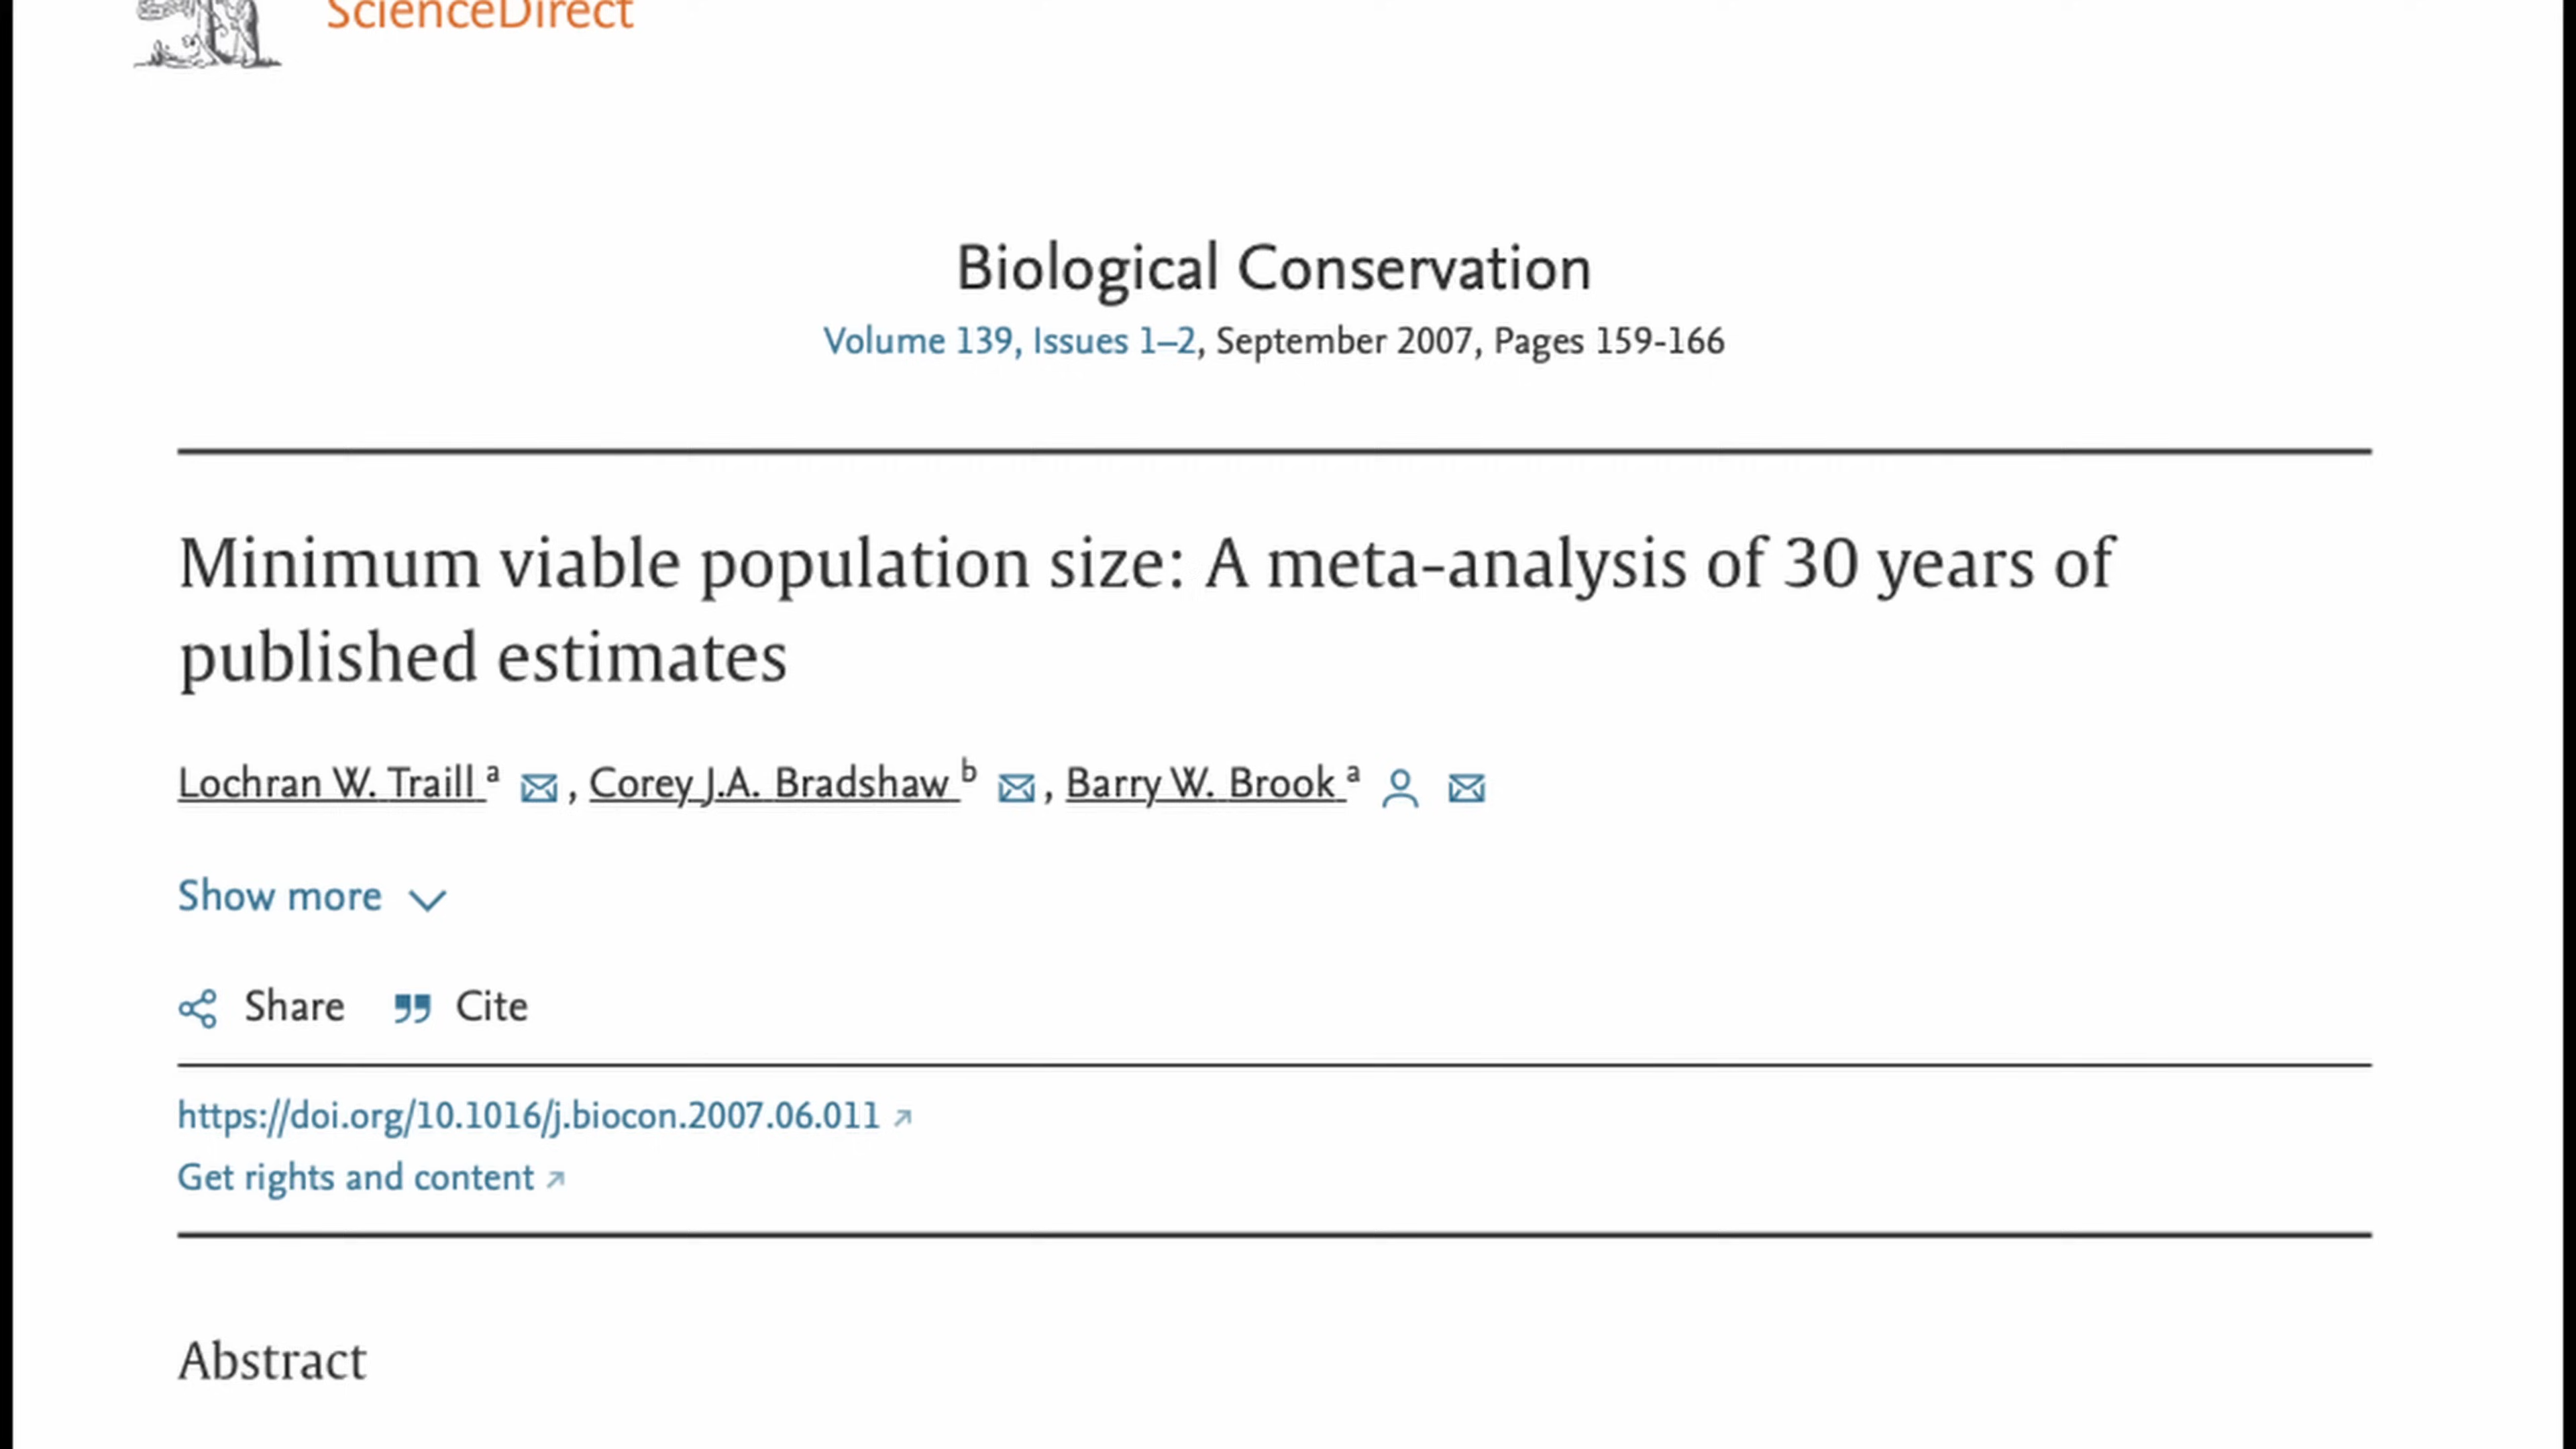 ScienceDirect
Biological Conservation
Volume 139, Issues 1–2, September 2007, Pages 159-166
Minimum viable population size: A meta-analysis of 30 years of
published estimates
Lochran W. Traill a , Corey J.A. Bradshaw b , Barry W. Brook a
Show more
Share Cite
https://doi.org/10.1016/j.biocon.2007.06.011
Get rights and content
Abstract